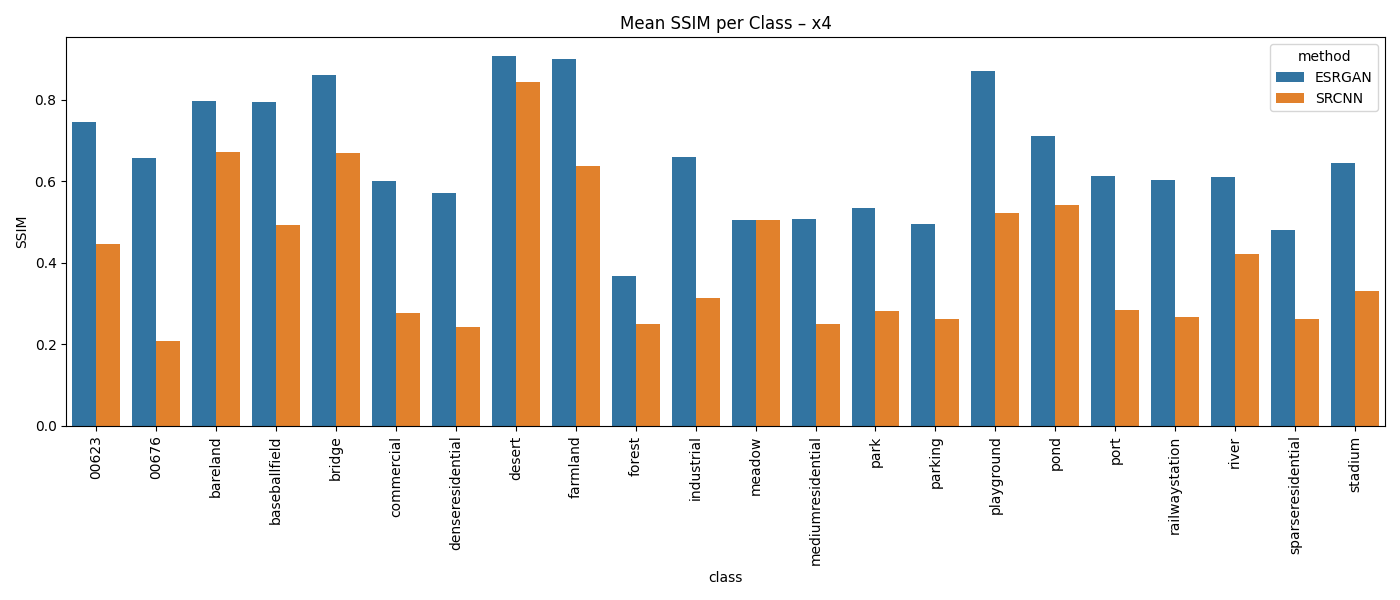 Mean SSIM per Class – x4
method
ESRGAN
SRCNN
SSIM
0.8
0.6
0.4
0.2
0.0
00623
00676
bareland
baseballfield
bridge
commercial
denseresidential
desert
farmland
forest
industrial
meadow
mediumresidential
park
parking
playground
pond
port
railwaystation
river
sparseresidential
stadium
class